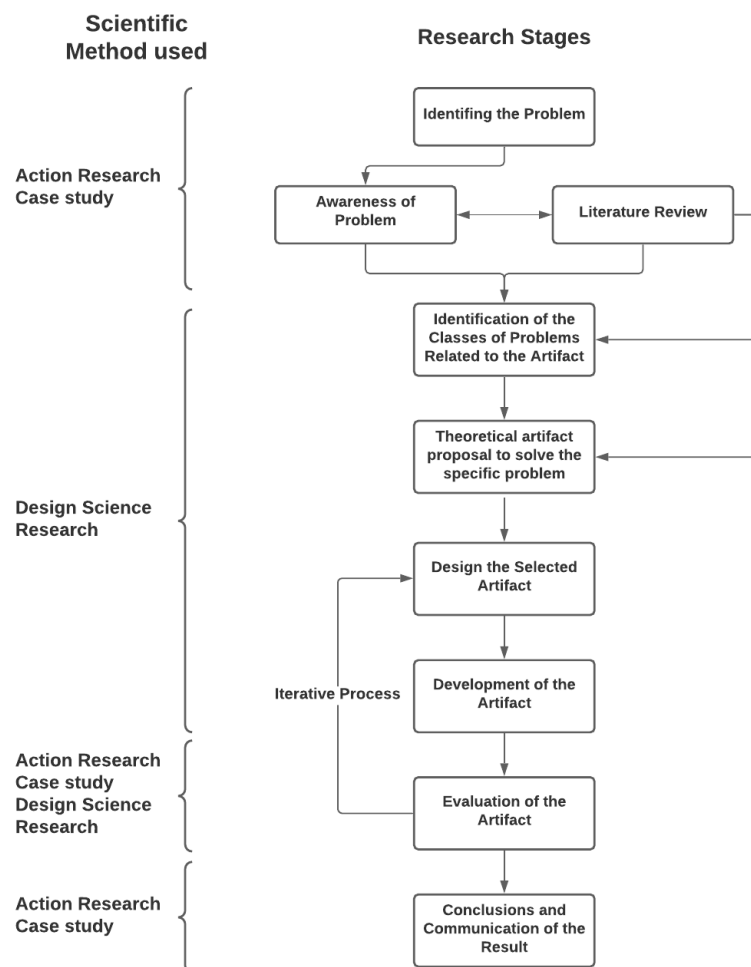 Scientific
Method used
Research Stages
Identifing the Problem
Action Research
Case study
Awareness of
Problem
Literature Review
Identification of the
Classes of Problems
Related to the Artifact
Theoretical artifact
proposal to solve the
specific problem
Design Science
Research
Design the Selected
Artifact
Iterative Process
Development of the
Artifact
Action Research
Case study
Design Science
Research
Evaluation of the
Artifact
Action Research
Case study
Conclusions and
Communication of the
Result